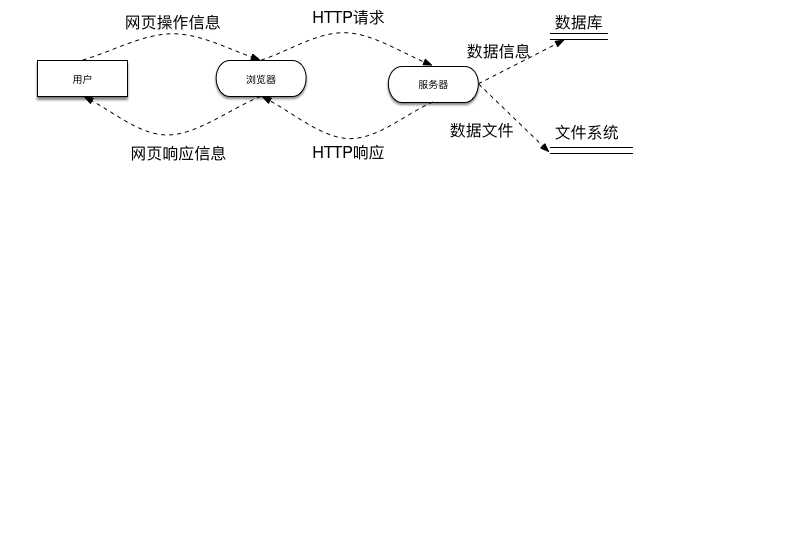 网页操作信息
HTTP请求
数据库
数据信息
用户
浏览器
服务器
数据文件
文件系统
网页响应信息
HTTP响应